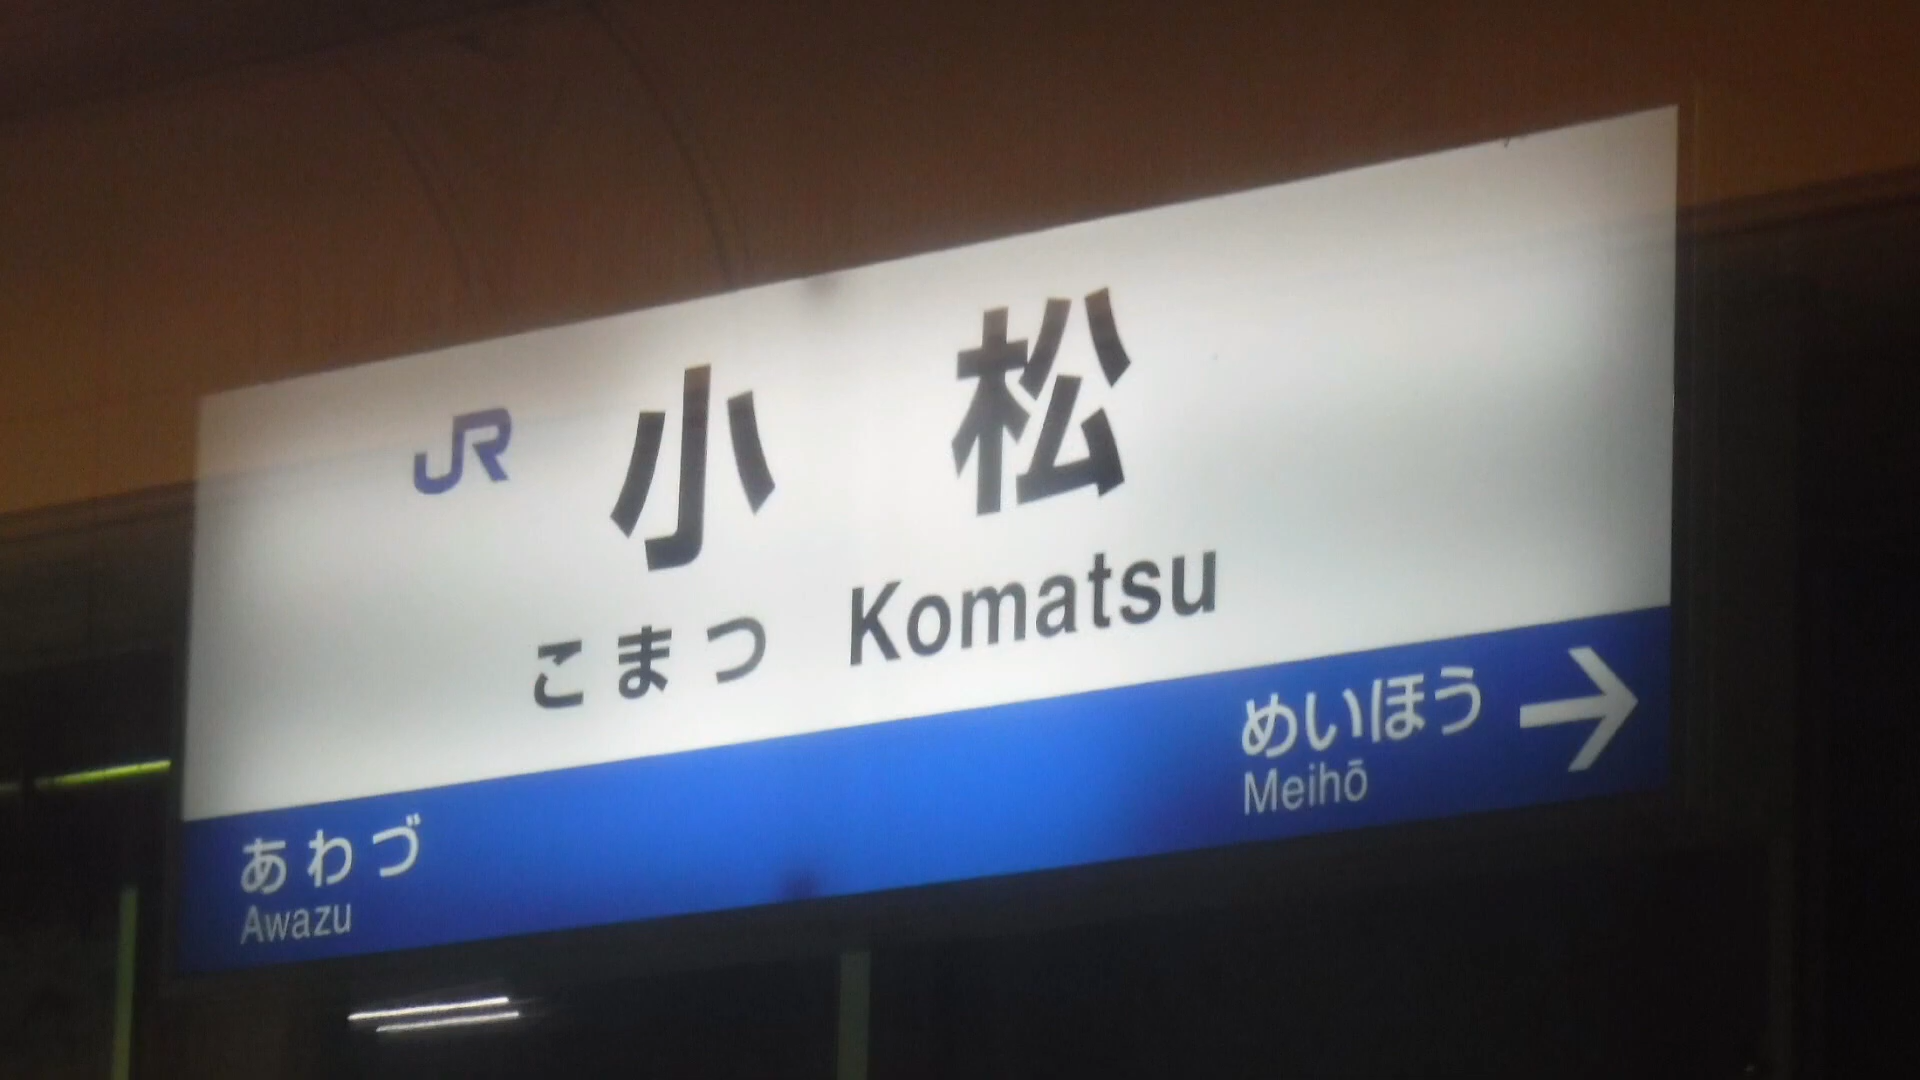 JR 小松
こまつ Komatsu
めいほう →
Meihō
あわづ
Awazu